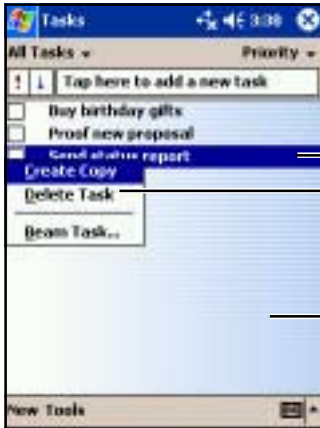 Tasks 3:38
All Tasks Priority
! ↓ Tap here to add a new task
Buy birthday gifts
Proof new proposal
Send status report
Create Copy
Delete Task
Beam Task...
New Tools